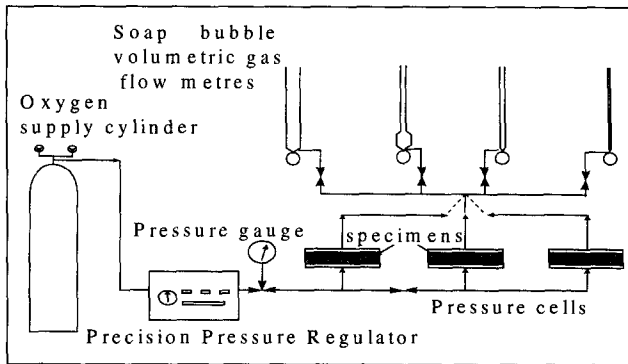 Soap bubble
volumetric gas
flow metres
Oxygen
supply cylinder
Pressure gauge
specimens
Pressure cells
Precision Pressure Regulator